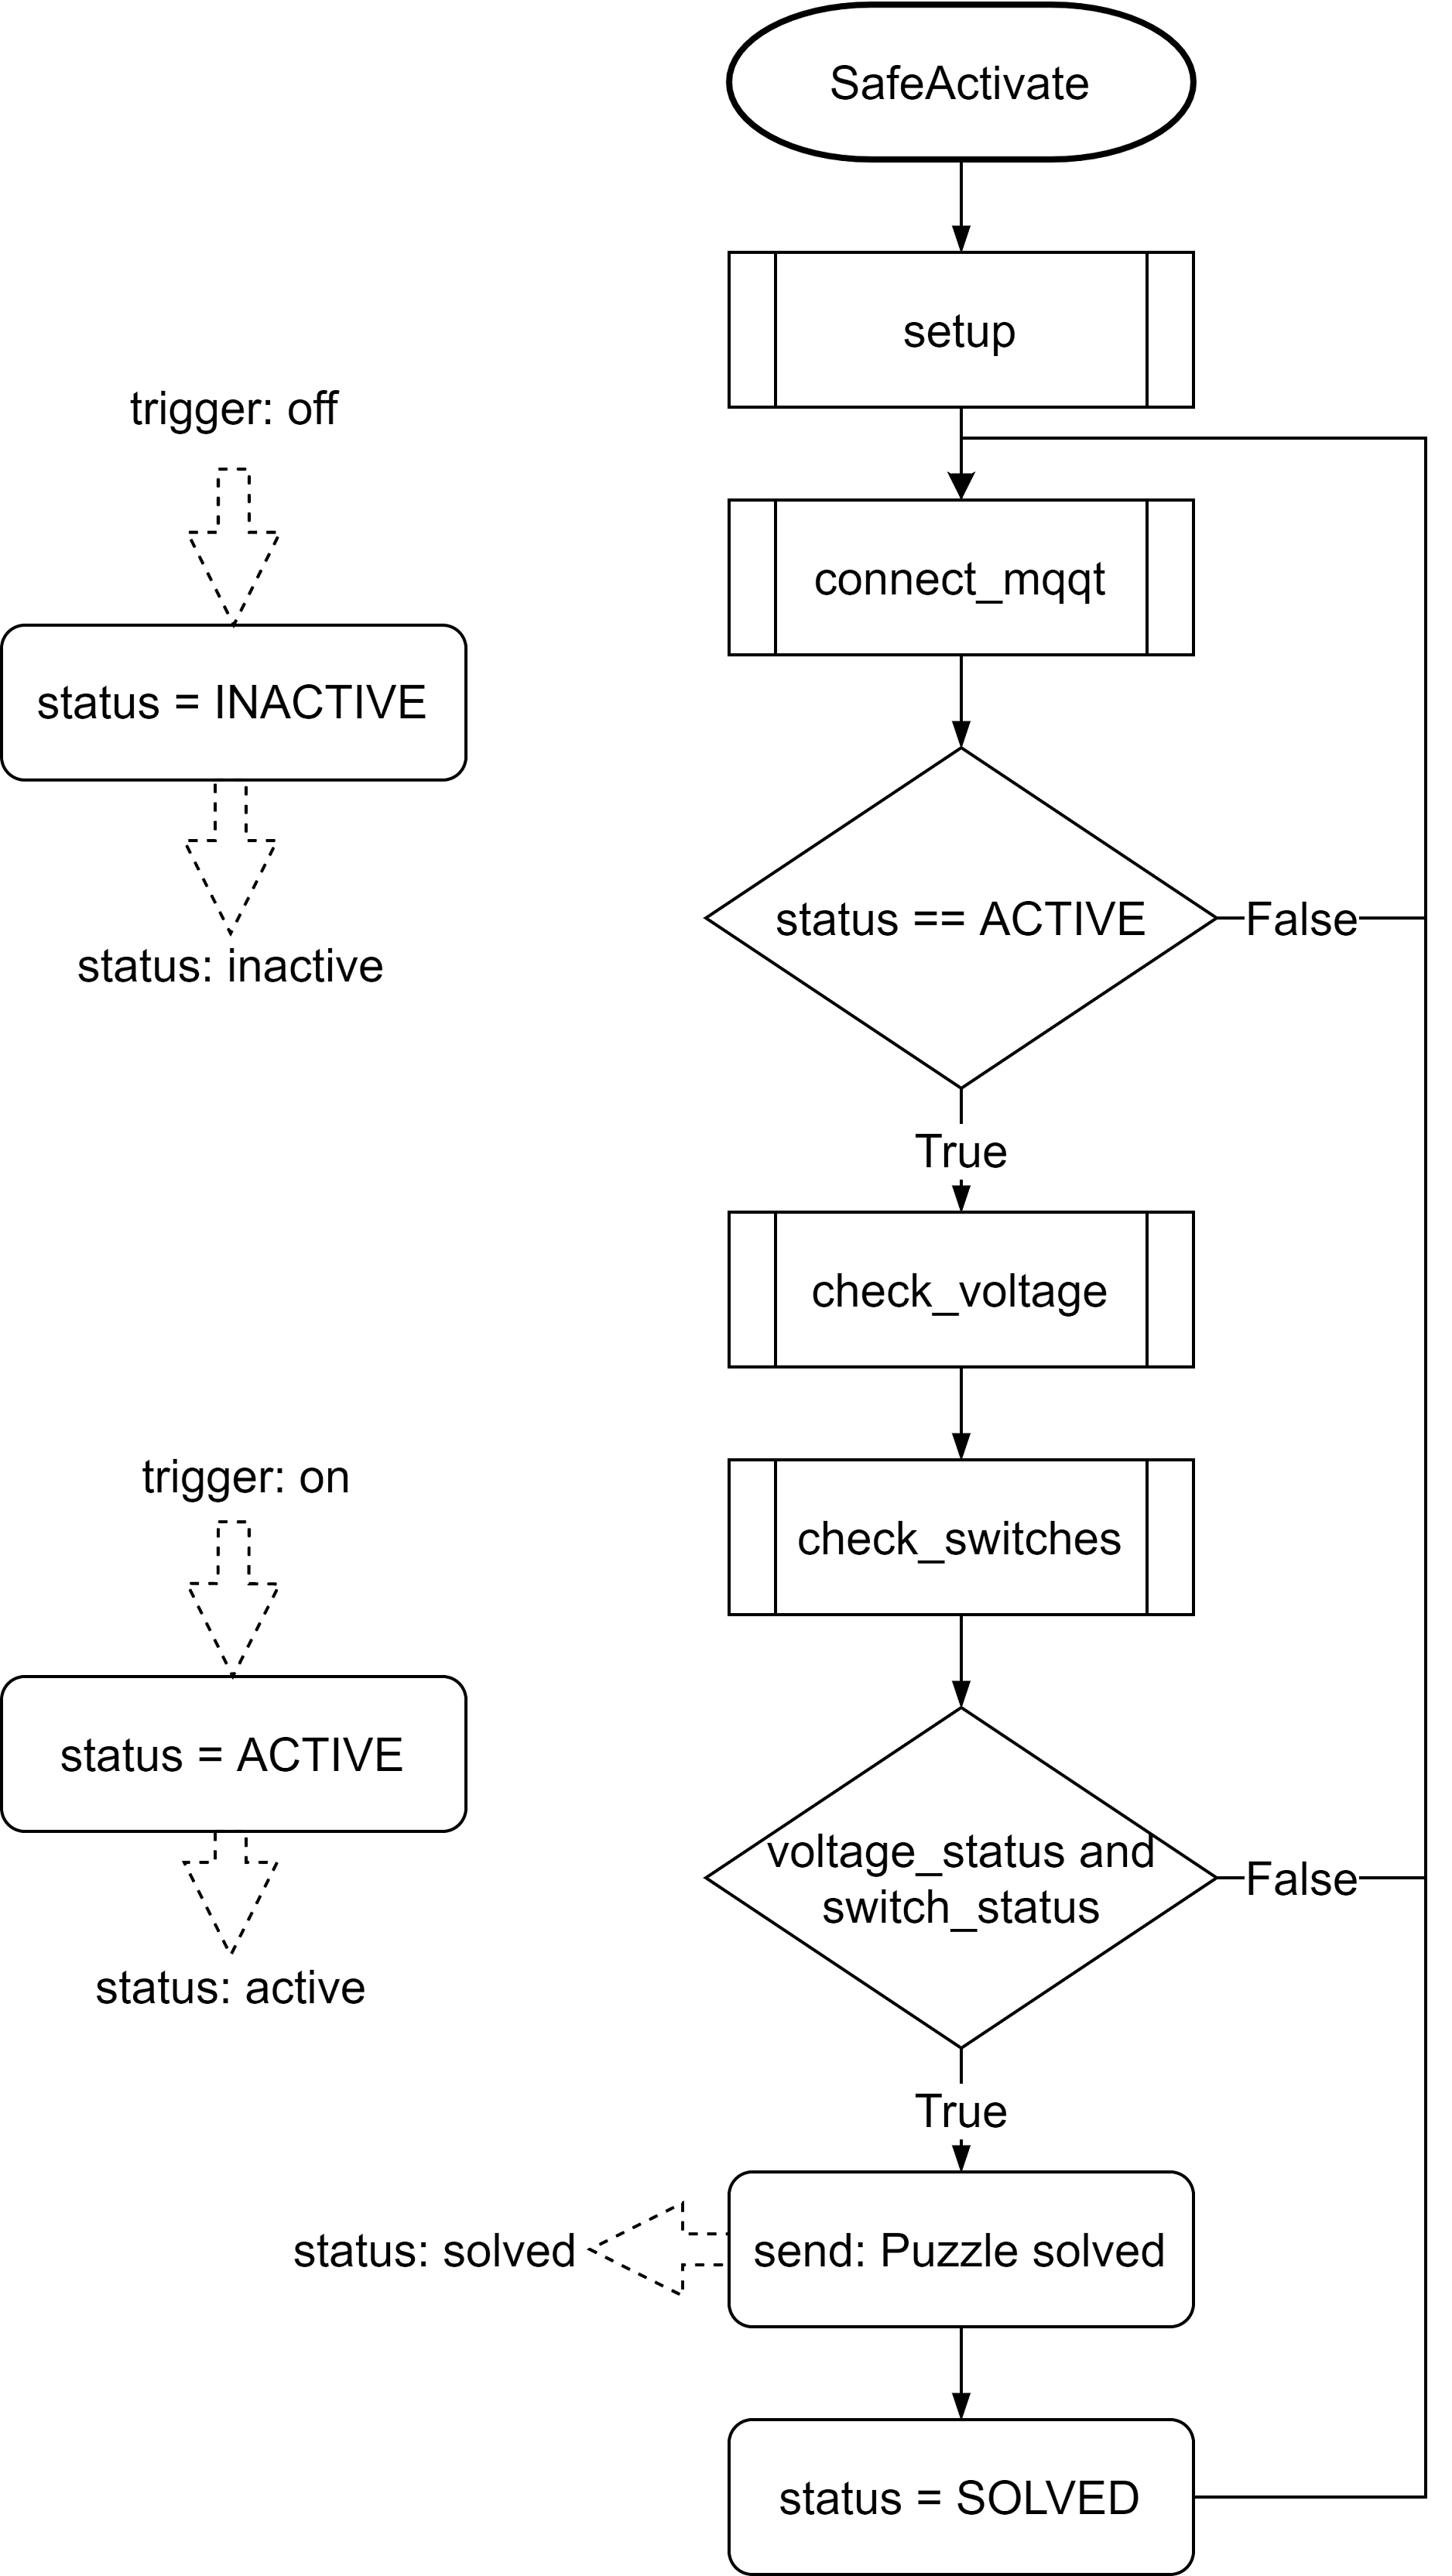 SafeActivate
setup
trigger: off
connect_mqqt
status = INACTIVE
status == ACTIVE
False
status: inactive
True
check_voltage
trigger: on
check_switches
status = ACTIVE
voltage_status and
switch_status
False
status: active
True
status: solved
send: Puzzle solved
status = SOLVED